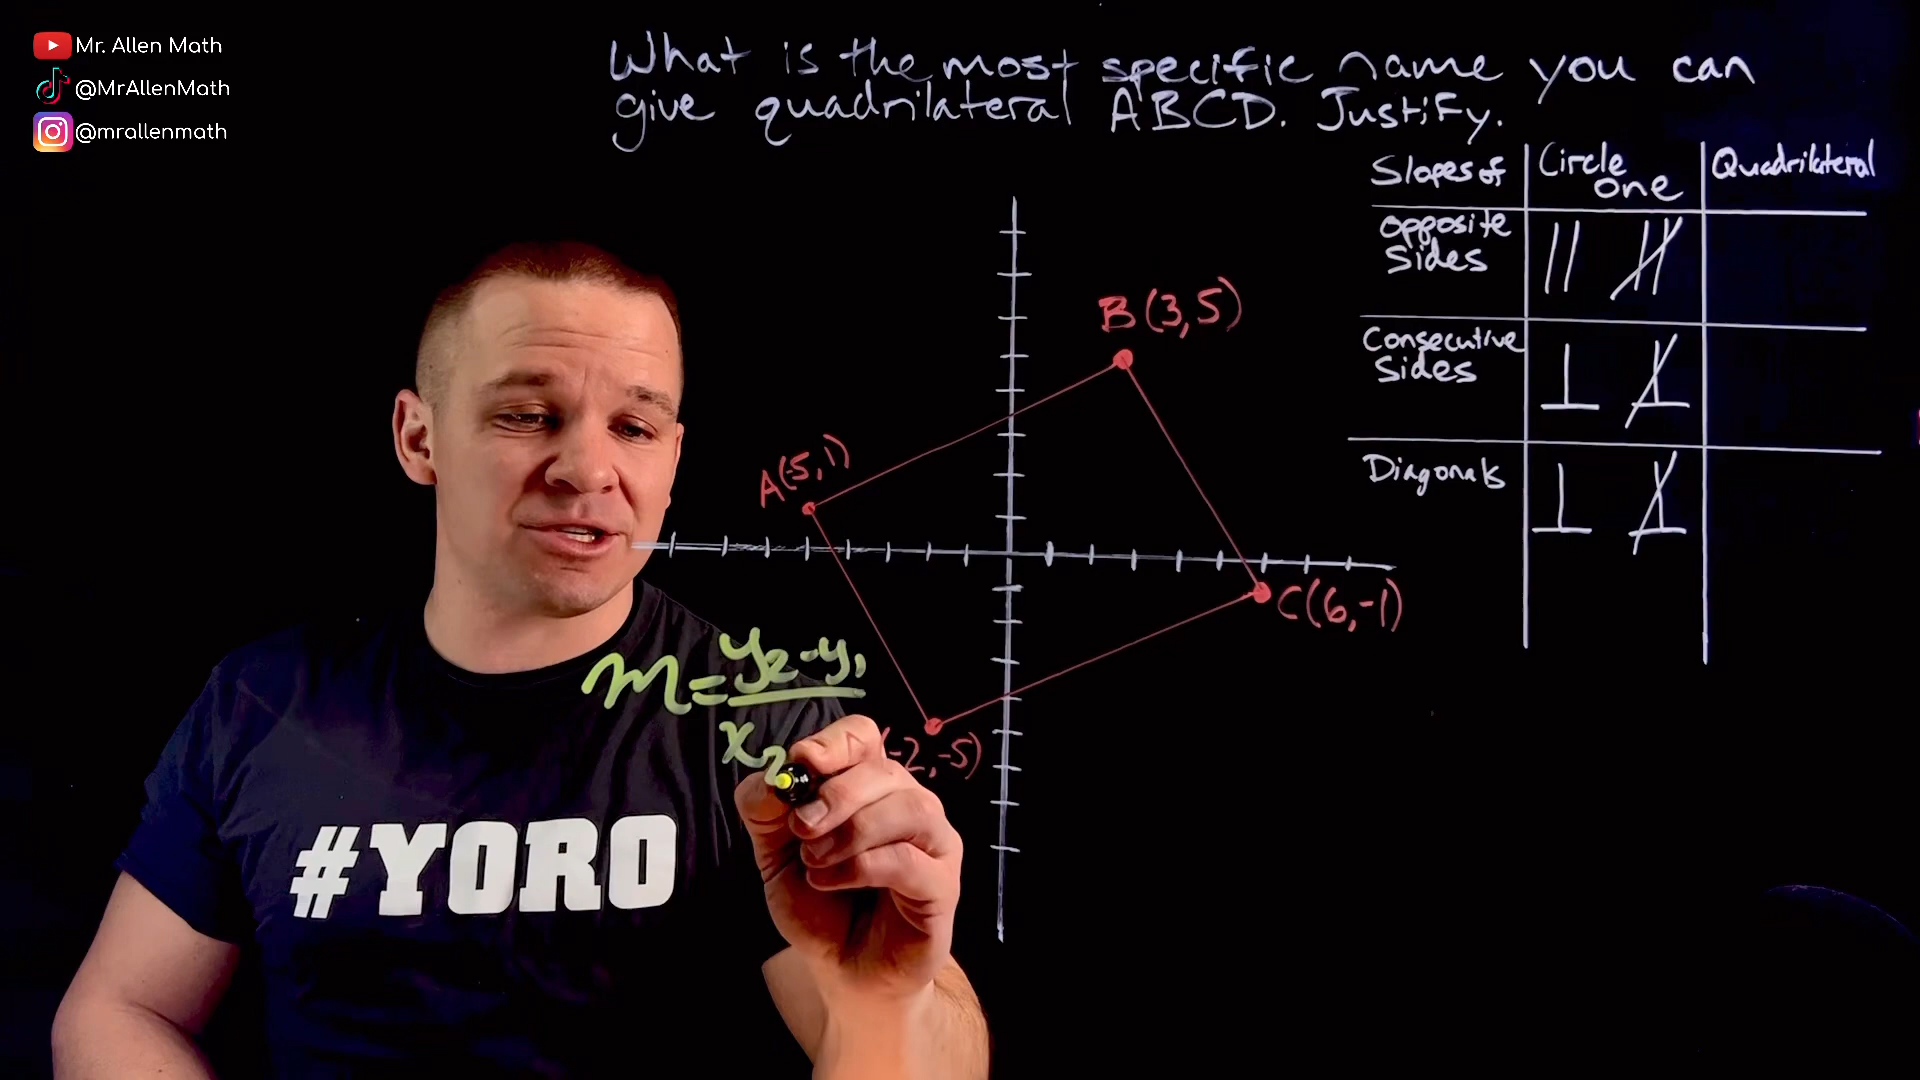 Mr. Allen Math
@MrAllenMath
@mrallenmath
What is the most specific name you can
give quadrilateral ABCD. Justify.
Slopes of
Circle one
Quadrilateral
Opposite Sides
|| ∦
Consecutive Sides
⊥ ⊥̸
Diagonals
⊥ ⊥̸
B(3,5)
A(-5,1)
C(6,-1)
(-2,-5)
m=y2-y1
x2
#YORO